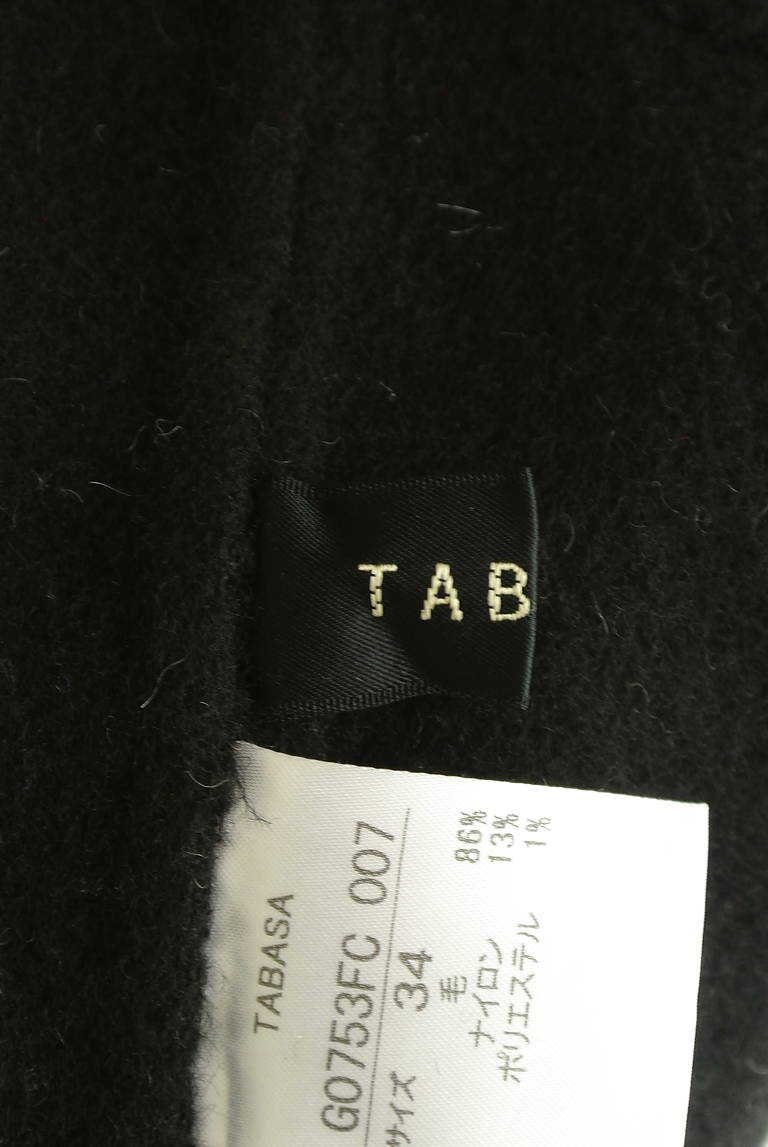 TAB
TABASA
G0753FC 007
サイズ 34
毛 86%
ナイロン 13%
ポリエステル 1%